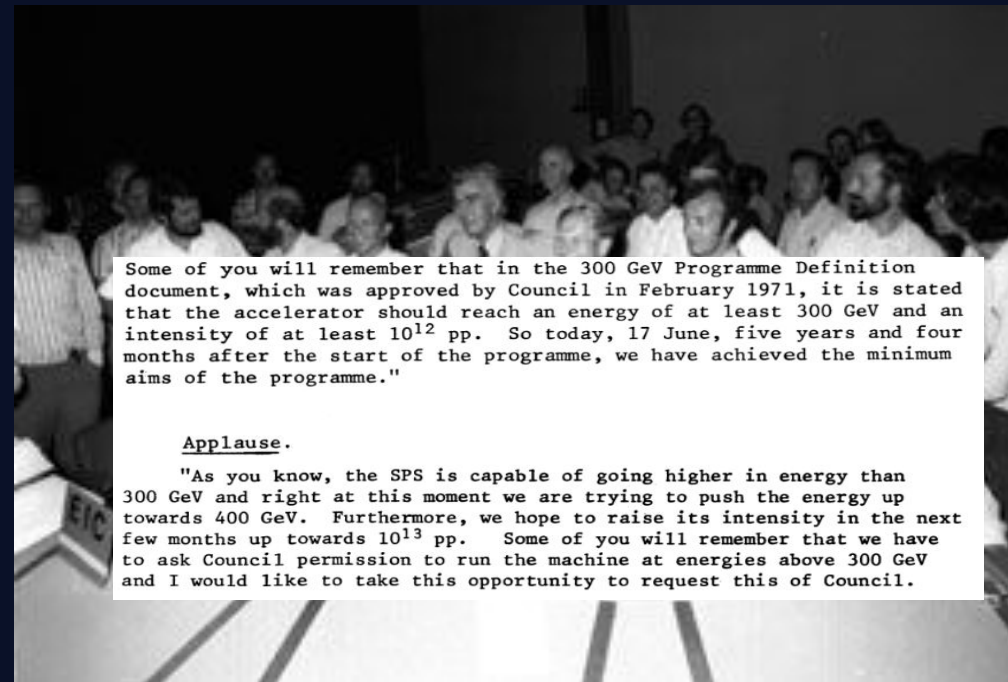 Some of you will remember that in the 300 GeV Programme Definition
document, which was approved by Council in February 1971, it is stated
that the accelerator should reach an energy of at least 300 GeV and an
intensity of at least 10¹² pp. So today, 17 June, five years and four
months after the start of the programme, we have achieved the minimum
aims of the programme."
Applause.
"As you know, the SPS is capable of going higher in energy than
300 GeV and right at this moment we are trying to push the energy up
towards 400 GeV. Furthermore, we hope to raise its intensity in the next
few months up towards 10¹³ pp. Some of you will remember that we have
to ask Council permission to run the machine at energies above 300 GeV
and I would like to take this opportunity to request this of Council.